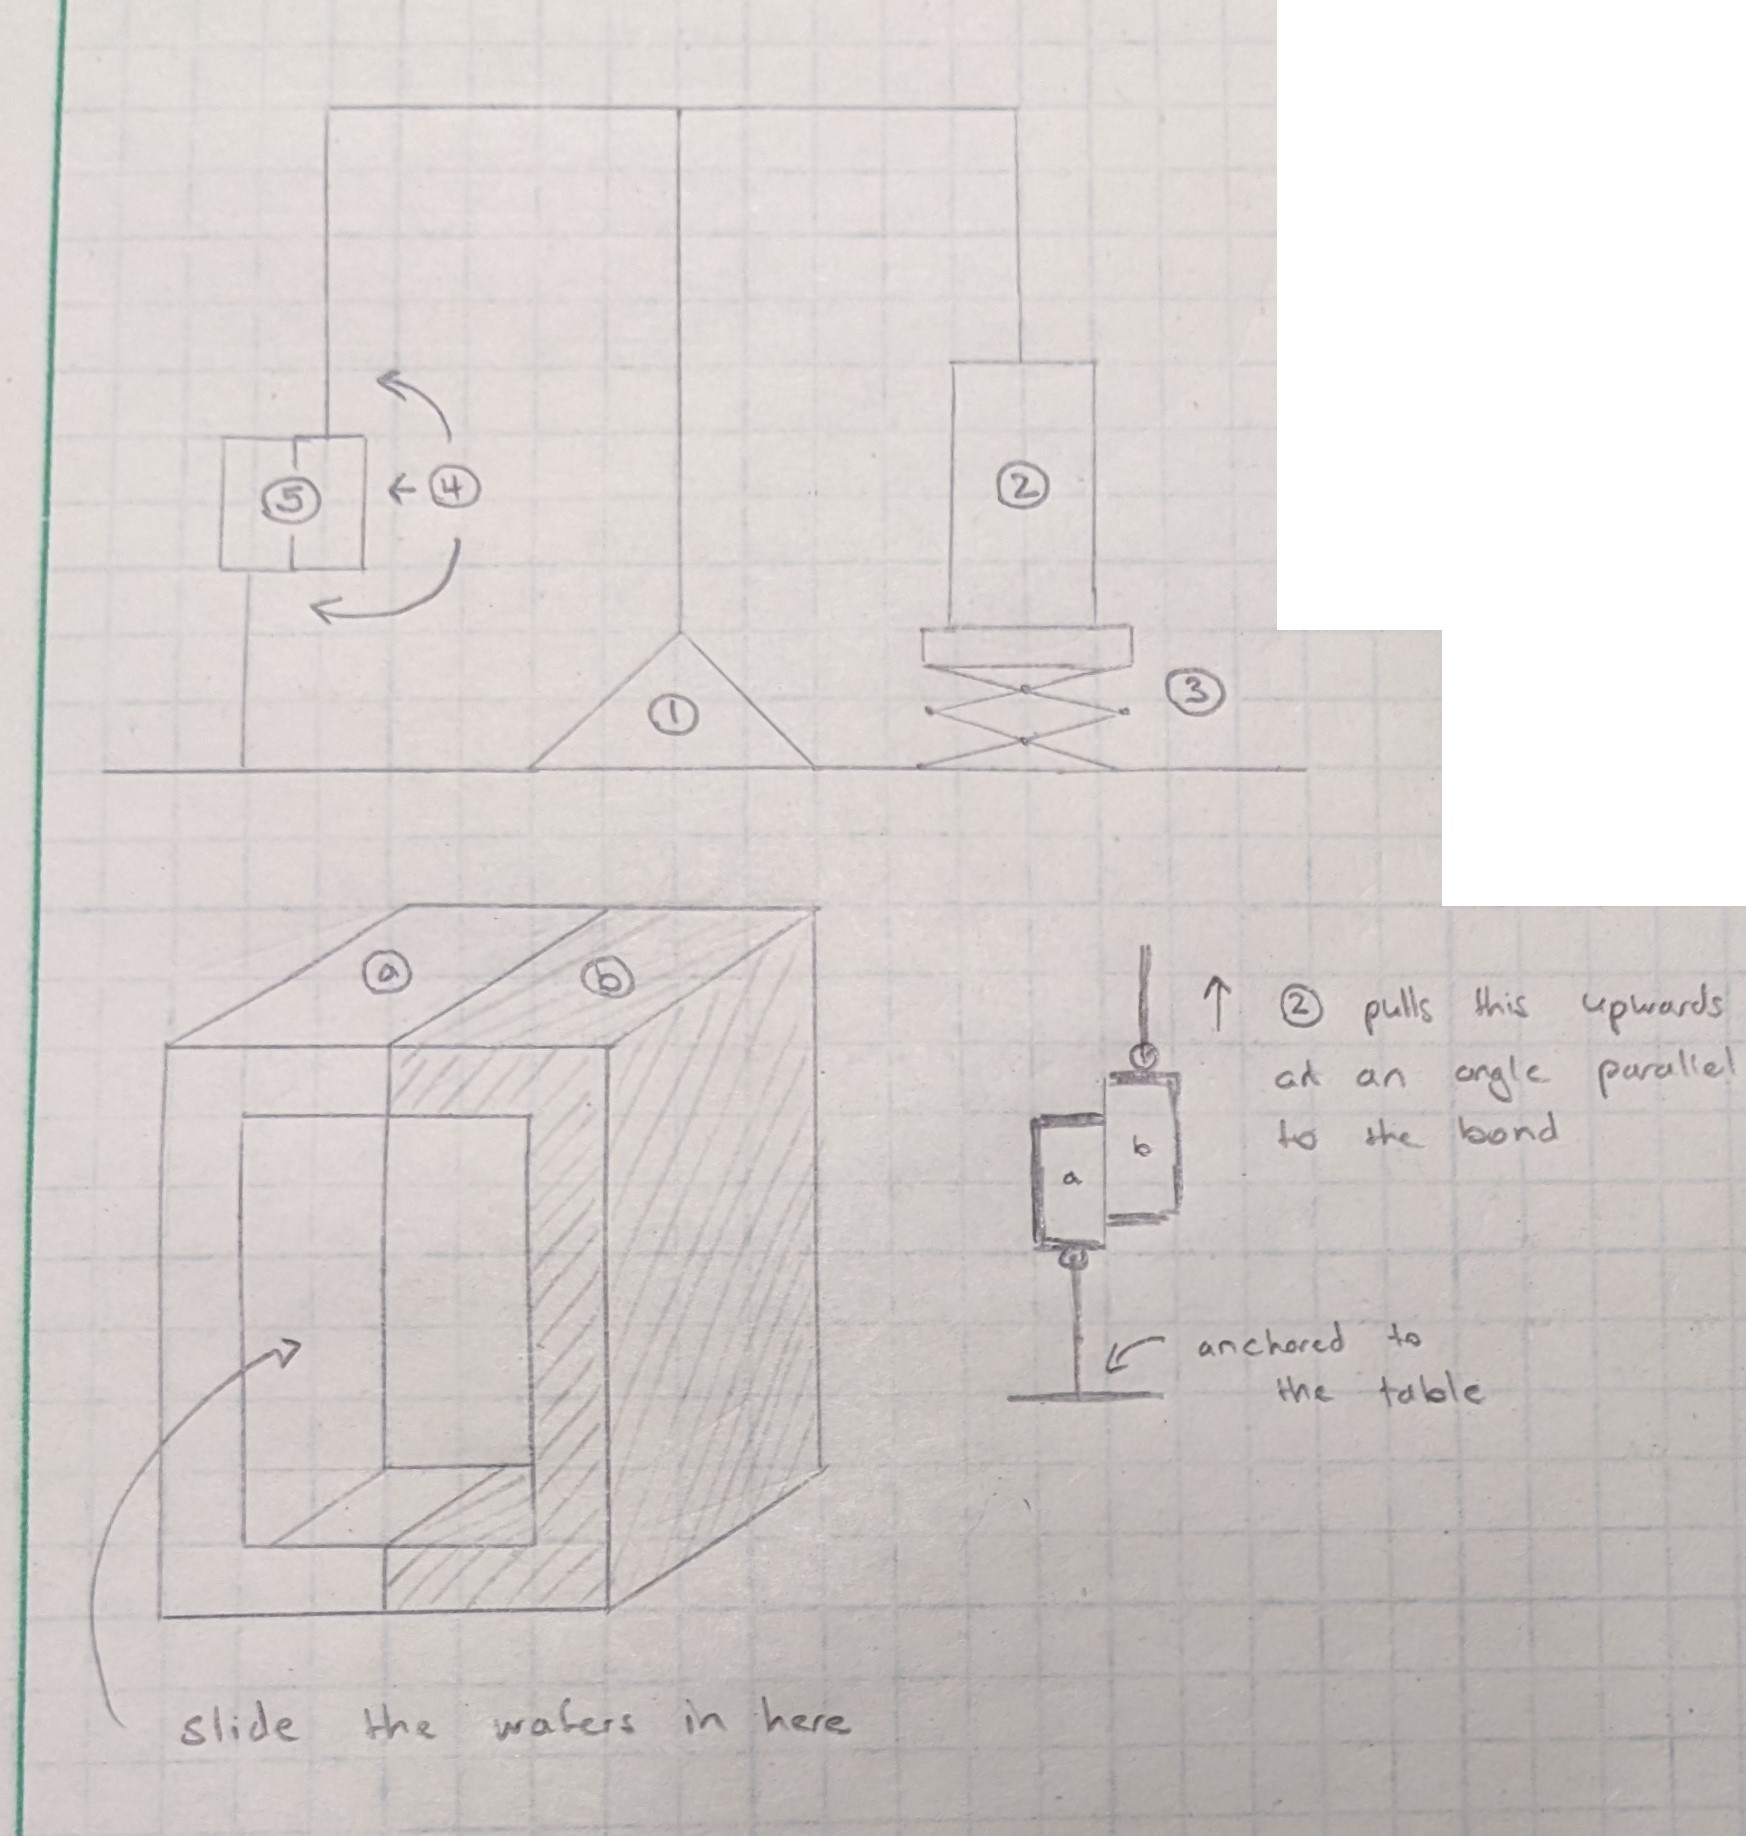 ④
⑤
②
③
①
ⓐ
ⓑ
② pulls this upwards
at an angle parallel
to the bond
b
a
anchored to
the table
slide the wafers in here